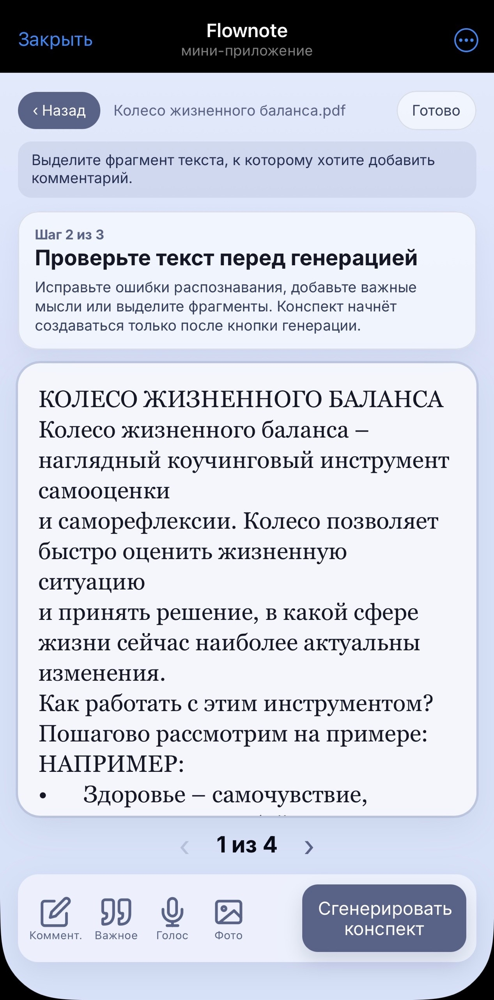 Закрыть
Flownote
мини-приложение
‹ Назад
Колесо жизненного баланса.pdf
Готово
Выделите фрагмент текста, к которому хотите добавить
комментарий.
Шаг 2 из 3
Проверьте текст перед генерацией
Исправьте ошибки распознавания, добавьте важные
мысли или выделите фрагменты. Конспект начнёт
создаваться только после кнопки генерации.
КОЛЕСО ЖИЗНЕННОГО БАЛАНСА
Колесо жизненного баланса –
наглядный коучинговый инструмент
самооценки
и саморефлексии. Колесо позволяет
быстро оценить жизненную
ситуацию
и принять решение, в какой сфере
жизни сейчас наиболее актуальны
изменения.
Как работать с этим инструментом?
Пошагово рассмотрим на примере:
НАПРИМЕР:
• Здоровье – самочувствие,
‹ 1 из 4 ›
Коммент.
Важное
Голос
Фото
Сгенерировать
конспект